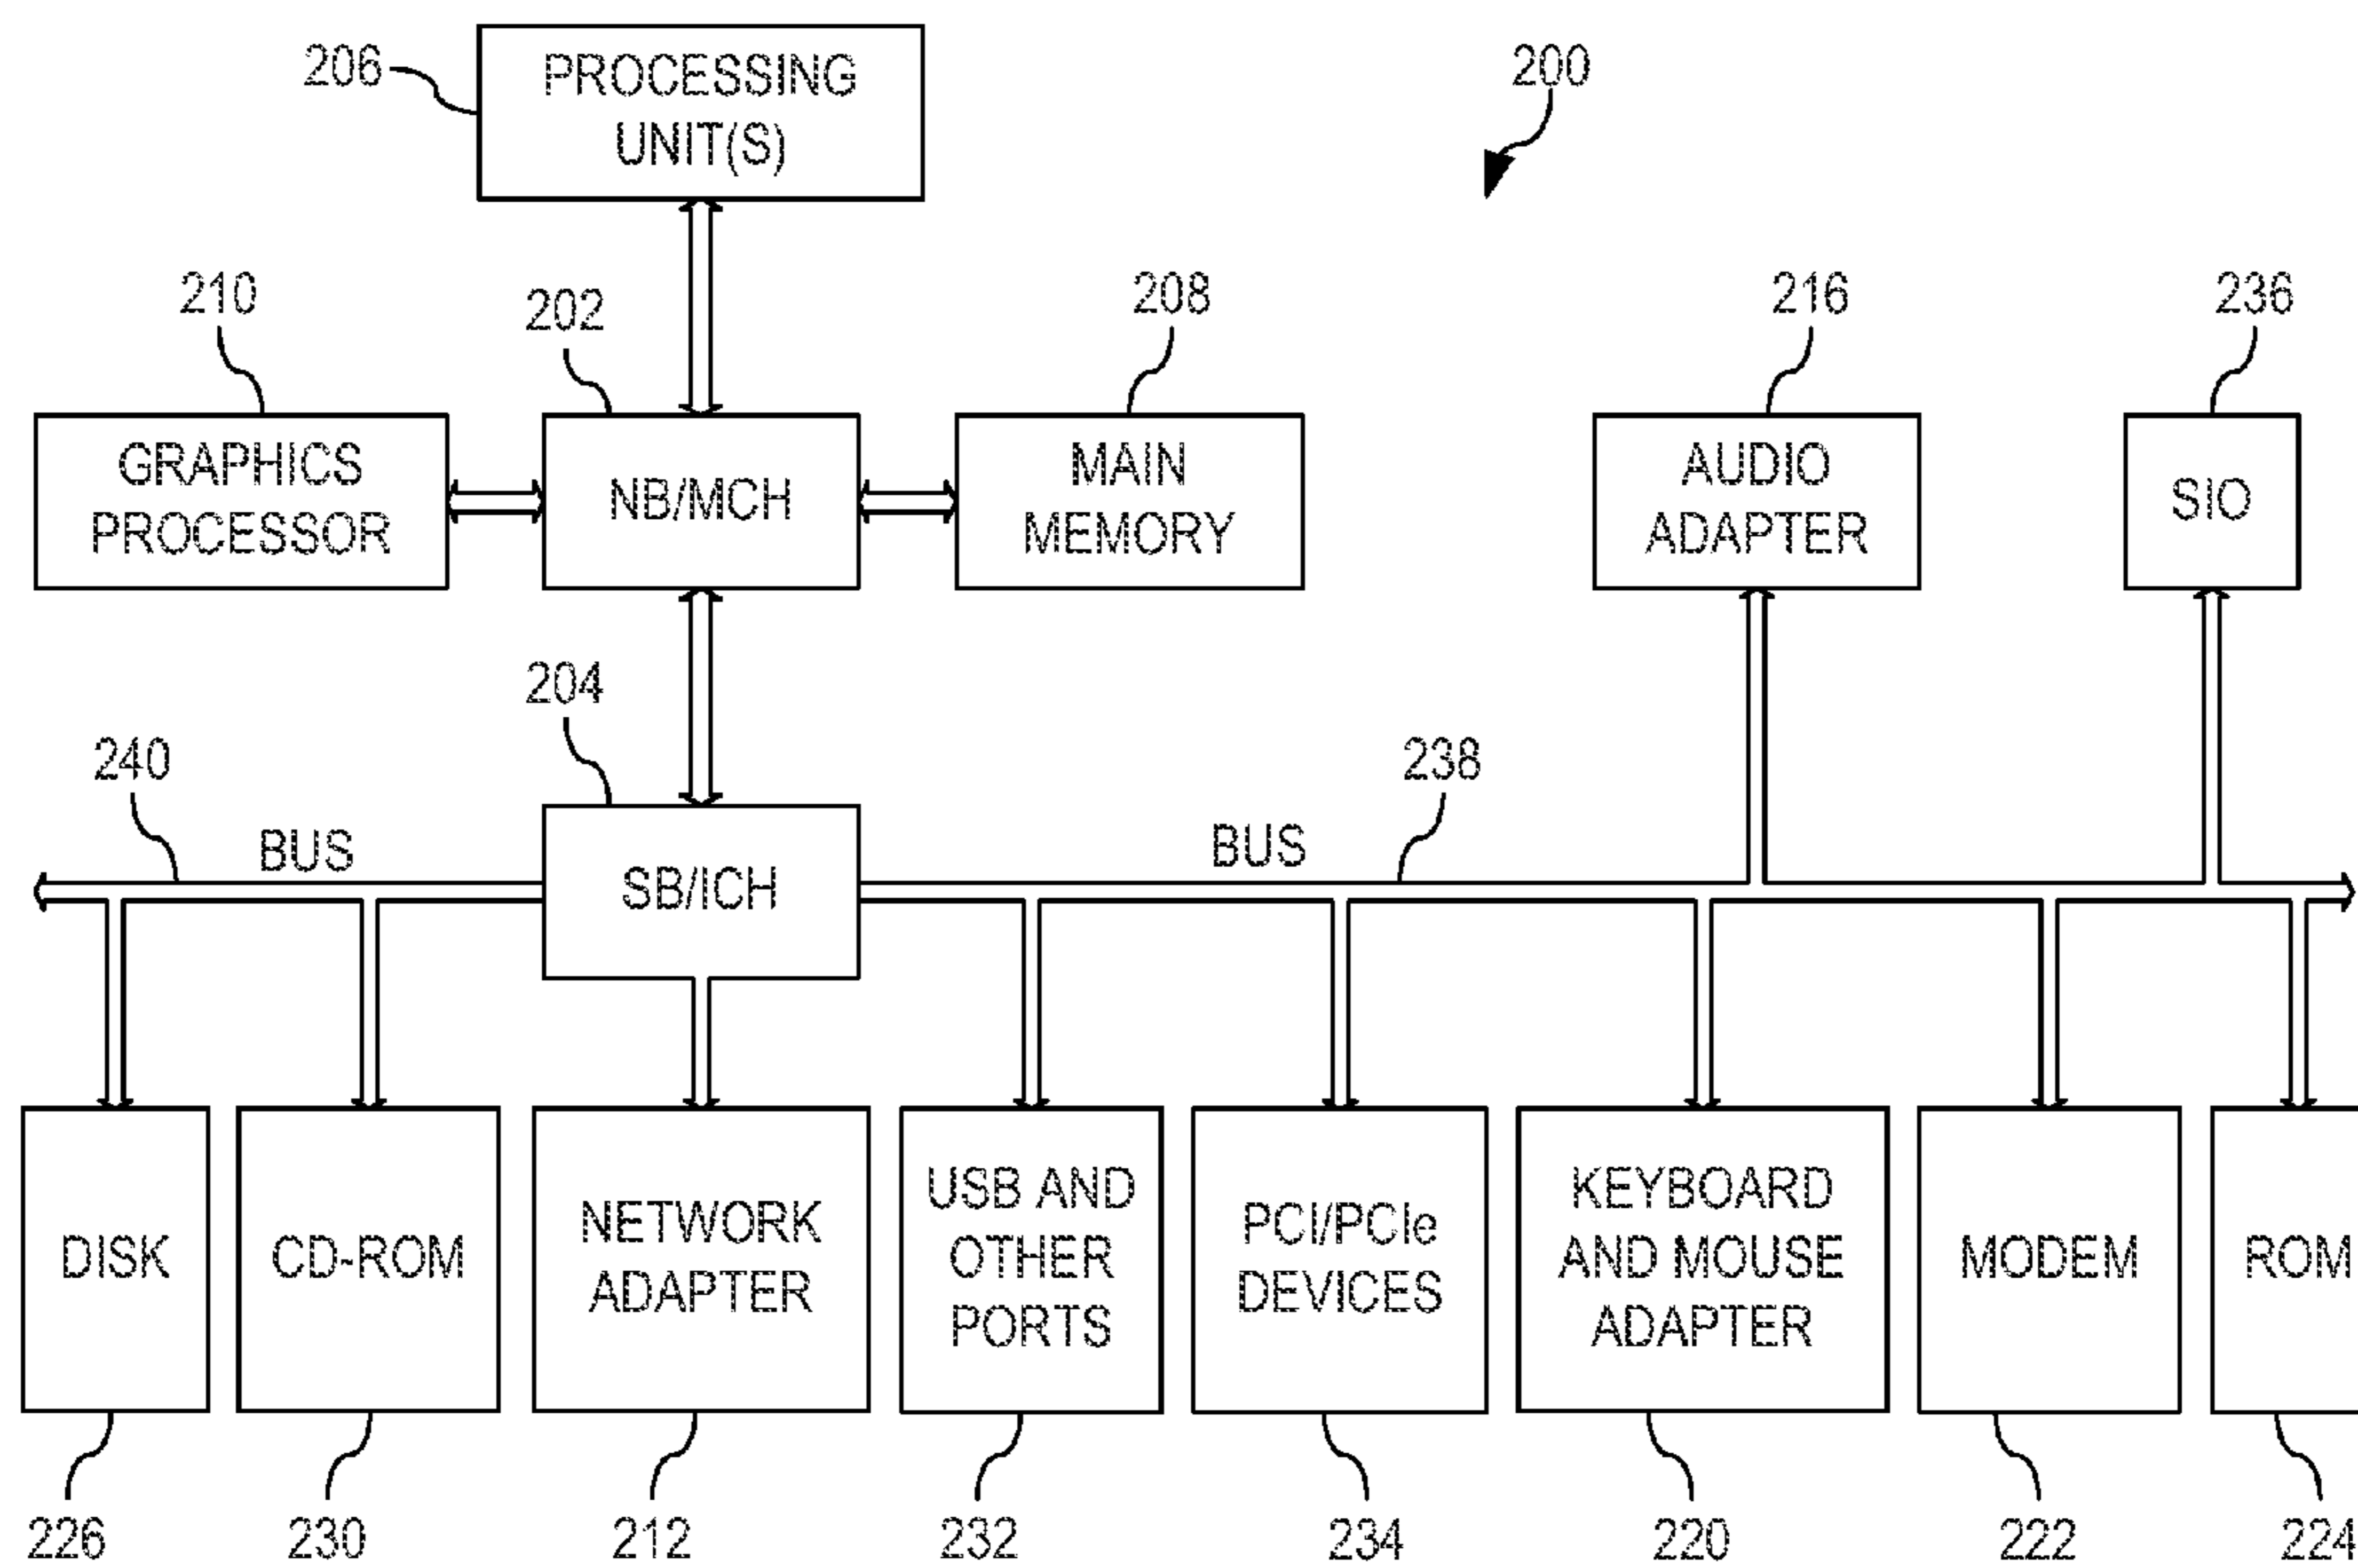 206
PROCESSING
UNIT(S)
200
210
202
208
216
236
GRAPHICS
PROCESSOR
NB/MCH
MAIN
MEMORY
AUDIO
ADAPTER
SIO
204
240
238
BUS
BUS
SB/ICH
DISK
CD-ROM
NETWORK
ADAPTER
USB AND
OTHER
PORTS
PCI/PCIe
DEVICES
KEYBOARD
AND MOUSE
ADAPTER
MODEM
ROM
226
230
212
232
234
220
222
224